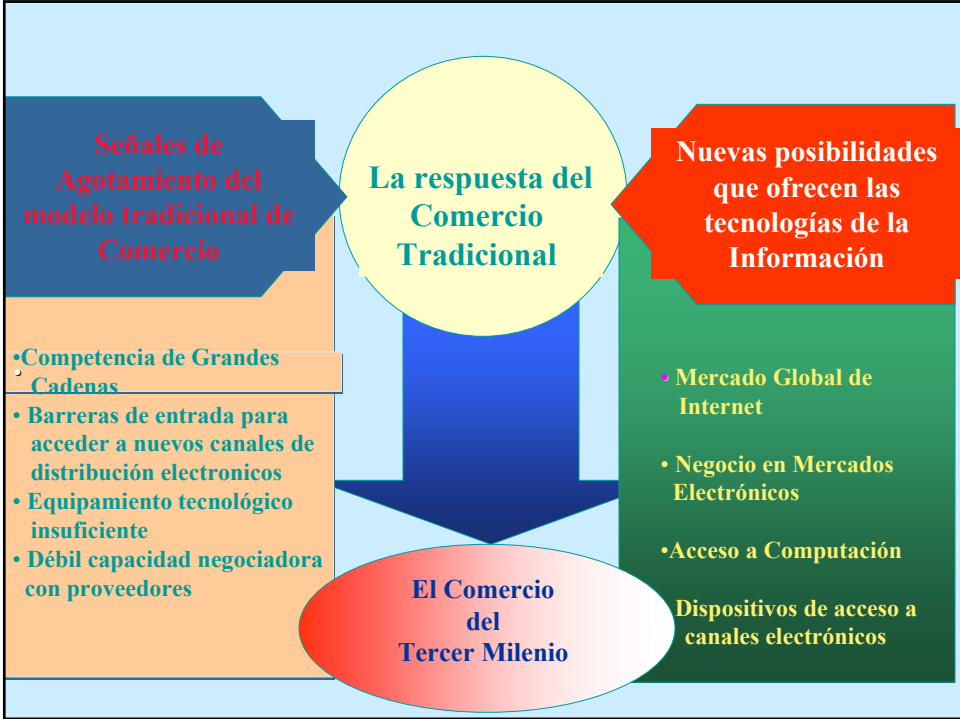 Señales de
Agotamiento del
modelo tradicional de
Comercio
•Competencia de Grandes
Cadenas
• Barreras de entrada para
acceder a nuevos canales de
distribución electronicos
• Equipamiento tecnológico
insuficiente
• Débil capacidad negociadora
con proveedores
La respuesta del
Comercio
Tradicional
El Comercio
del
Tercer Milenio
Nuevas posibilidades
que ofrecen las
tecnologías de la
Información
• Mercado Global de
Internet
• Negocio en Mercados
Electrónicos
•Acceso a Computación
Dispositivos de acceso a
canales electrónicos